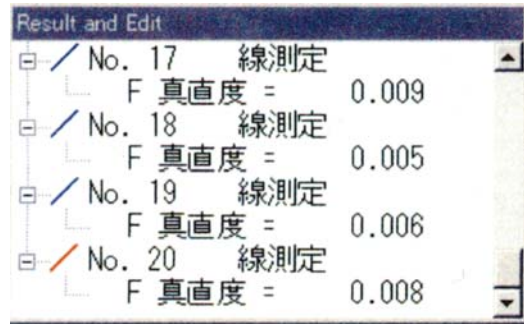 Result and Edit
No. 17 線測定
F 真直度 = 0.009
No. 18 線測定
F 真直度 = 0.005
No. 19 線測定
F 真直度 = 0.006
No. 20 線測定
F 真直度 = 0.008